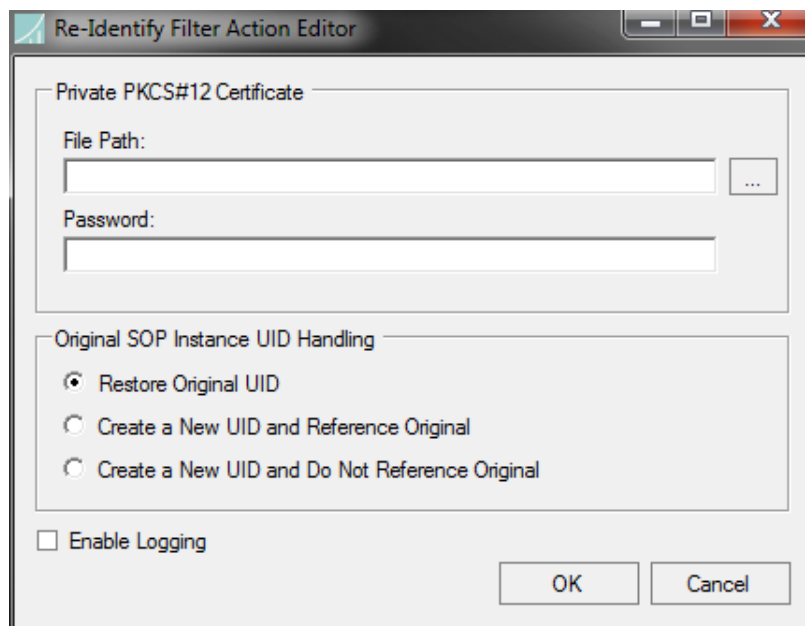 Re-Identify Filter Action Editor
Private PKCS#12 Certificate
File Path:
...
Password:
Original SOP Instance UID Handling
Restore Original UID
Create a New UID and Reference Original
Create a New UID and Do Not Reference Original
Enable Logging
OK Cancel